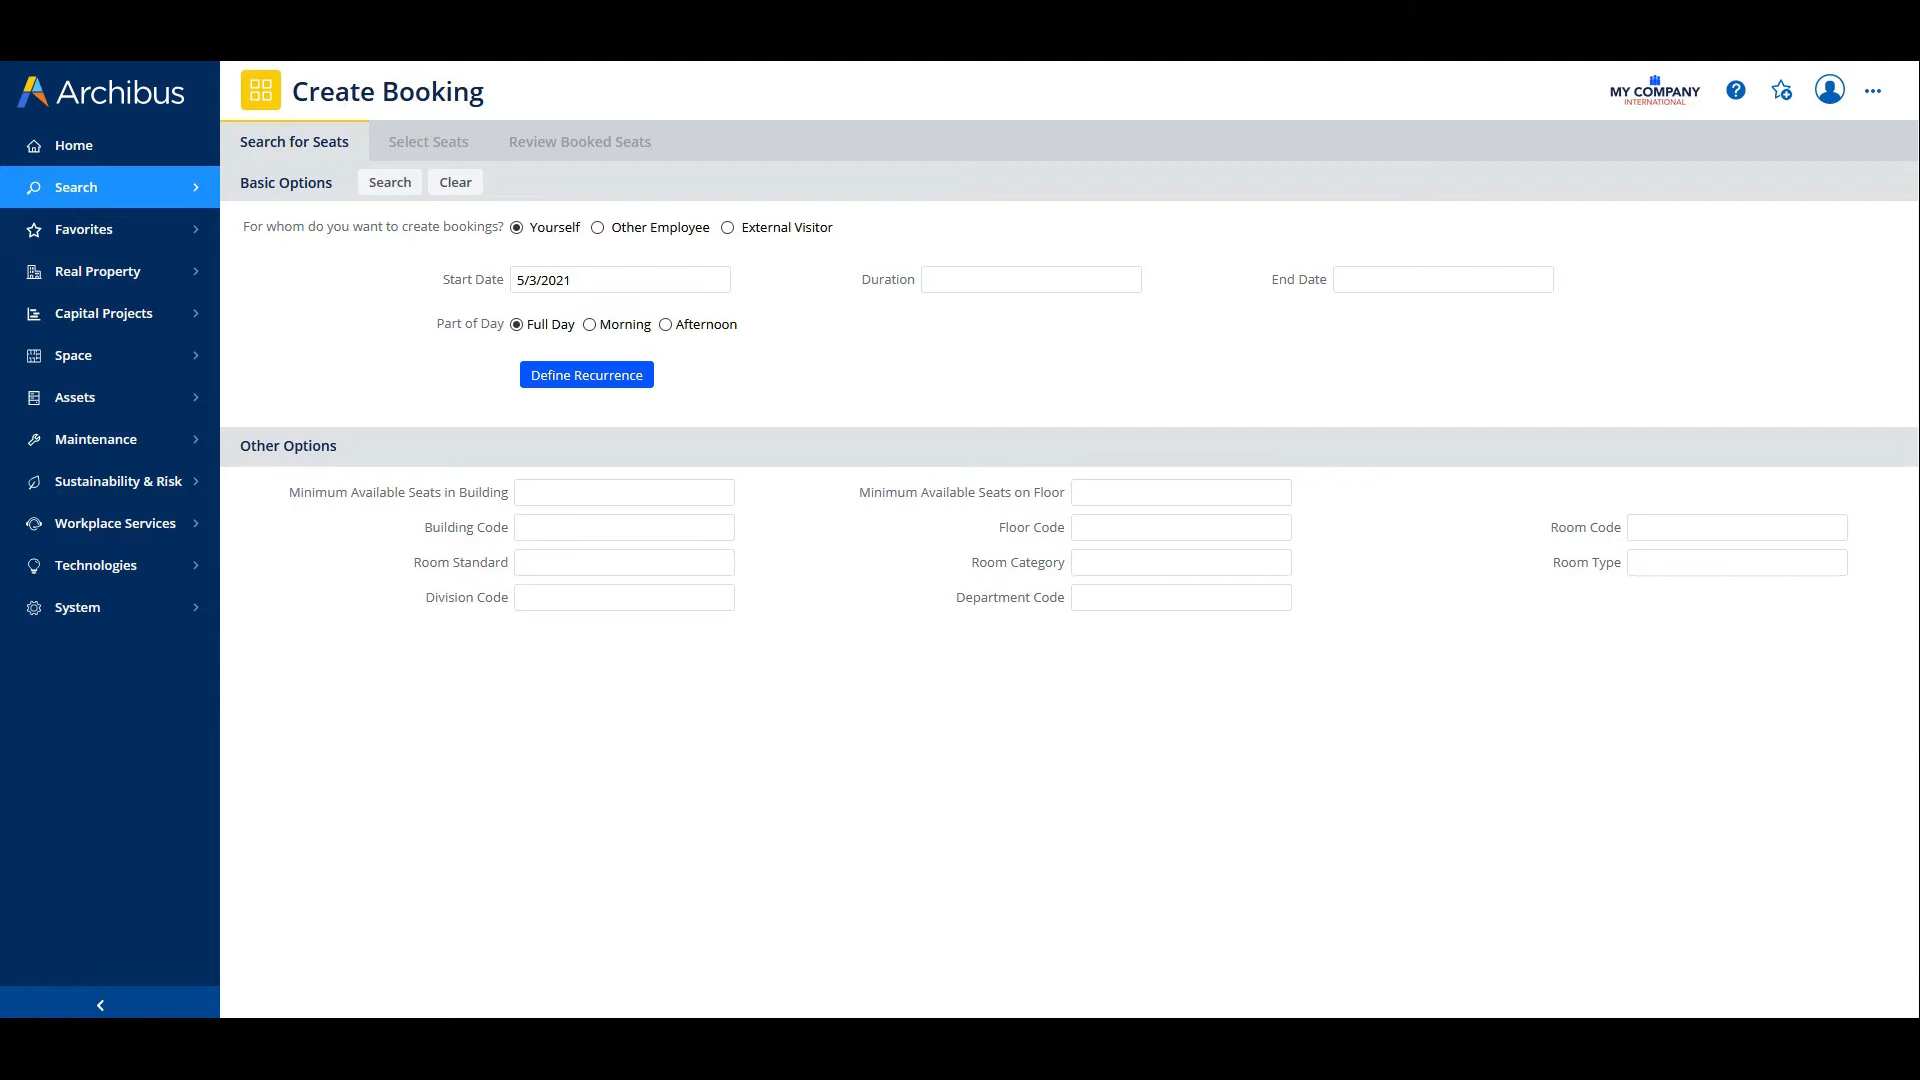 Archibus
Create Booking
MY COMPANY
INTERNATIONAL
?
Home
Search
Favorites
Real Property
Capital Projects
Space
Assets
Maintenance
Sustainability & Risk
Workplace Services
Technologies
System
Search for Seats Select Seats Review Booked Seats
Basic Options Search Clear
For whom do you want to create bookings? Yourself Other Employee External Visitor
Start Date 5/3/2021 Duration End Date
Part of Day Full Day Morning Afternoon
Define Recurrence
Other Options
Minimum Available Seats in Building Minimum Available Seats on Floor
Building Code Floor Code Room Code
Room Standard Room Category Room Type
Division Code Department Code